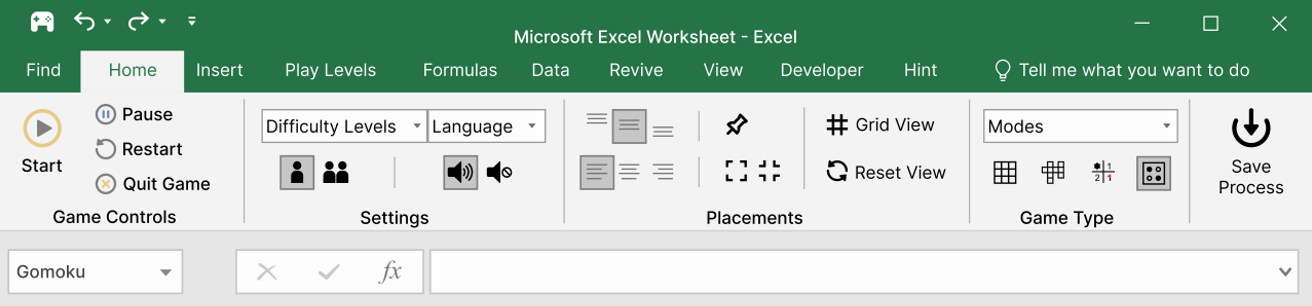 Microsoft Excel Worksheet - Excel
Find Home Insert Play Levels Formulas Data Revive View Developer Hint Tell me what you want to do
Start
Pause
Restart
Quit Game
Game Controls
Difficulty Levels Language
Settings
Grid View
Reset View
Placements
Modes
Game Type
Save
Process
Gomoku
fx